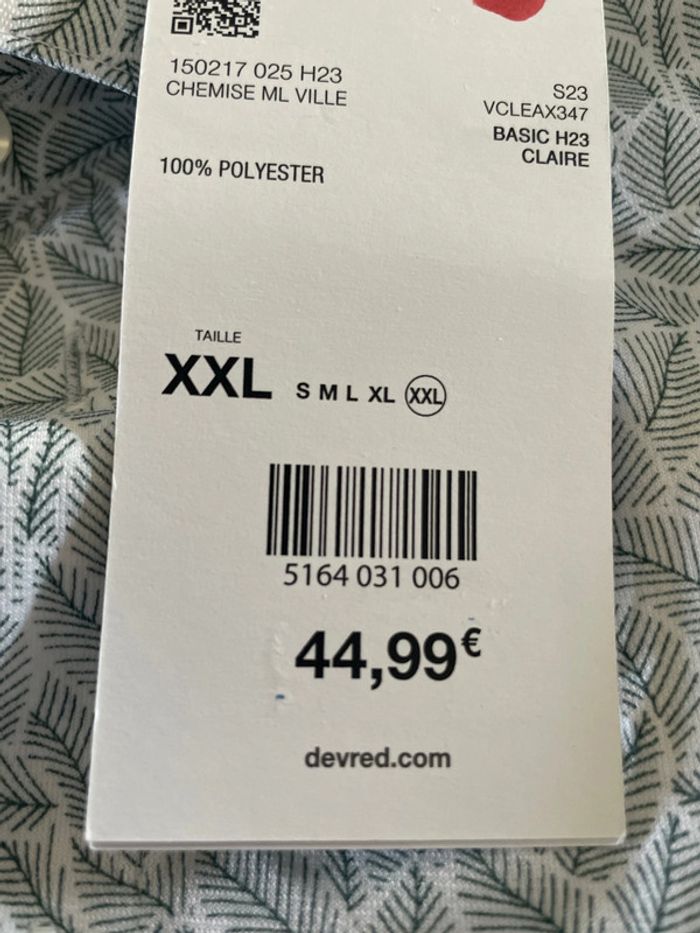 150217 025 H23
CHEMISE ML VILLE
S23
VCLEAX347
BASIC H23
CLAIRE
100% POLYESTER
TAILLE
XXL S M L XL XXL
5164 031 006
44,99€
devred.com